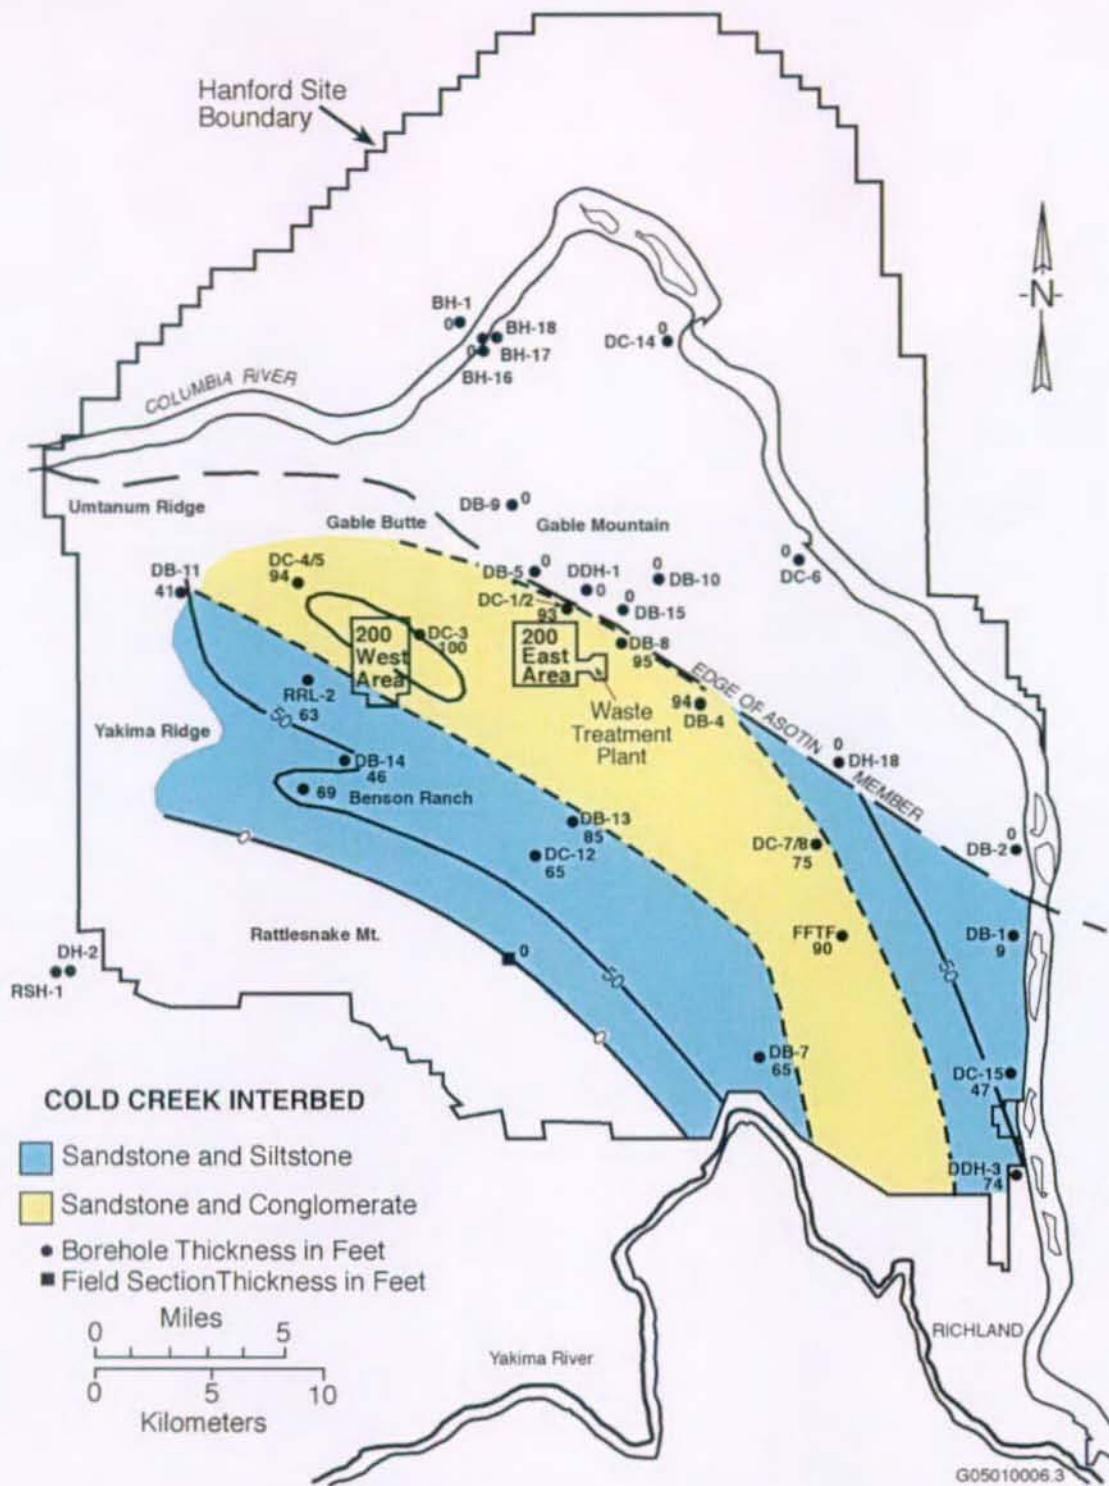 Hanford Site
Boundary
-N-
BH-1
0
BH-18
0
BH-17
BH-16
0
DC-14
COLUMBIA RIVER
Umtanum Ridge
DB-9
0
Gable Butte
Gable Mountain
DB-11
41
DC-4/5
94
DB-5
0
DDH-1
0
0
DB-10
0
DC-6
DC-1/2
93
0
DB-15
DC-3
100
200
West
Area
200
East
Area
DB-8
95
RRL-2
63
EDGE OF ASOTIN
MEMBER
94
DB-4
Waste
Treatment
Plant
50
Yakima Ridge
DB-14
46
0
DH-18
69
Benson Ranch
DB-13
85
DC-12
65
DC-7/8
75
0
DB-2
0
Rattlesnake Mt.
0
FFTF
90
DB-1
9
DH-2
RSH-1
50
50
0
DB-7
65
DC-15
47
DDH-3
74
COLD CREEK INTERBED
Sandstone and Siltstone
Sandstone and Conglomerate
Borehole Thickness in Feet
Field SectionThickness in Feet
Miles
0 5
0 5 10
Kilometers
Yakima River
RICHLAND
G05010006.3